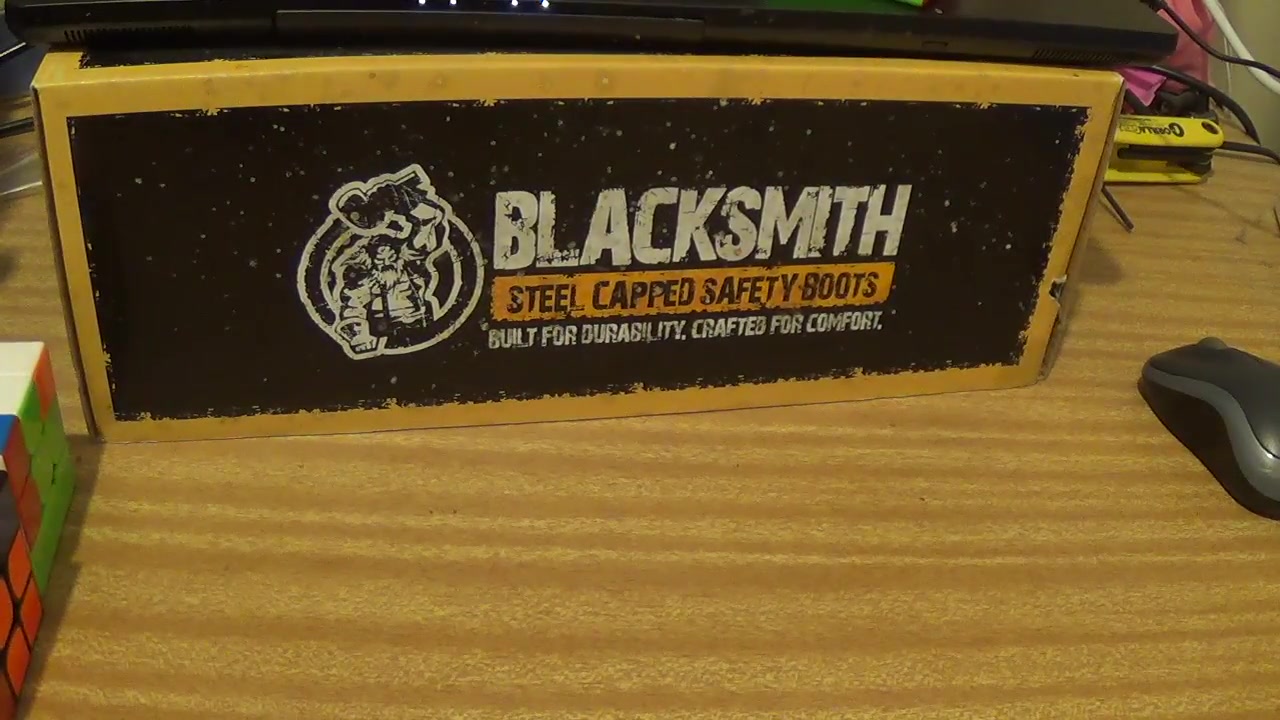 BLACKSMITH
STEEL CAPPED SAFETY BOOTS
BUILT FOR DURABILITY, CRAFTED FOR COMFORT.